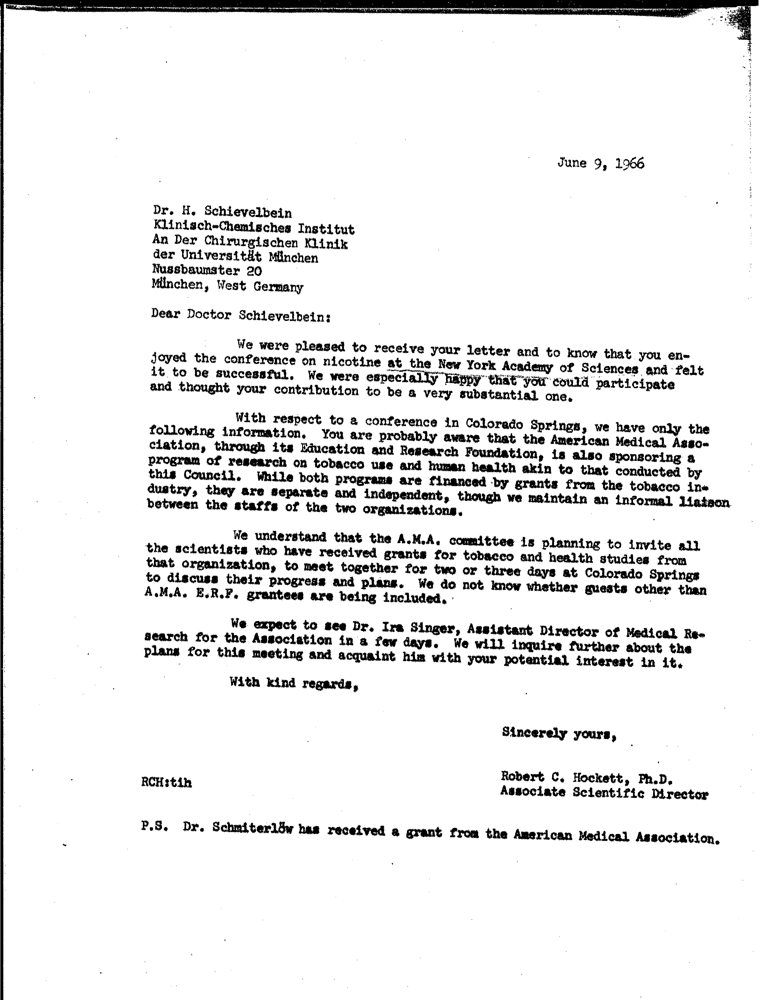 June 9, 1966
Dr. H. Schievelbein
Klinisch-Chemisches Institut
An Der Chirurgischen Klinik
der Universität München
Nussbaumster 20
München, West Germany
Dear Doctor Schievelbein:
We were pleased to receive your letter and to know that you en-
joyed the conference on nicotine at the New York Academy of Sciences and felt
it to be successful. We were especially happy that you could participate
and thought your contribution to be a very substantial one.
With respect to a conference in Colorado Springs, we have only the
following information. You are probably aware that the American Medical Asso-
ciation, through its Education and Research Foundation, is also sponsoring a
program of research on tobacco use and human health akin to that conducted by
this Council. While both programs are financed by grants from the tobacco in-
dustry, they are separate and independent, though we maintain an informal liaison
between the staffs of the two organizations.
We understand that the A.M.A. committee is planning to invite all
the scientists who have received grants for tobacco and health studies from
that organization, to meet together for two or three days at Colorado Springs
to discuss their progress and plans. We do not know whether guests other than
A.M.A. E.R.F. grantees are being included.
We expect to see Dr. Ira Singer, Assistant Director of Medical Re-
search for the Association in a few days. We will inquire further about the
plans for this meeting and acquaint him with your potential interest in it.
With kind regards,
Sincerely yours,
Robert C. Hockett, Ph.D.
RCH:tih
Associate Scientific Director
P.S. Dr. Schmiterlöw has received a grant from the American Medical Association.